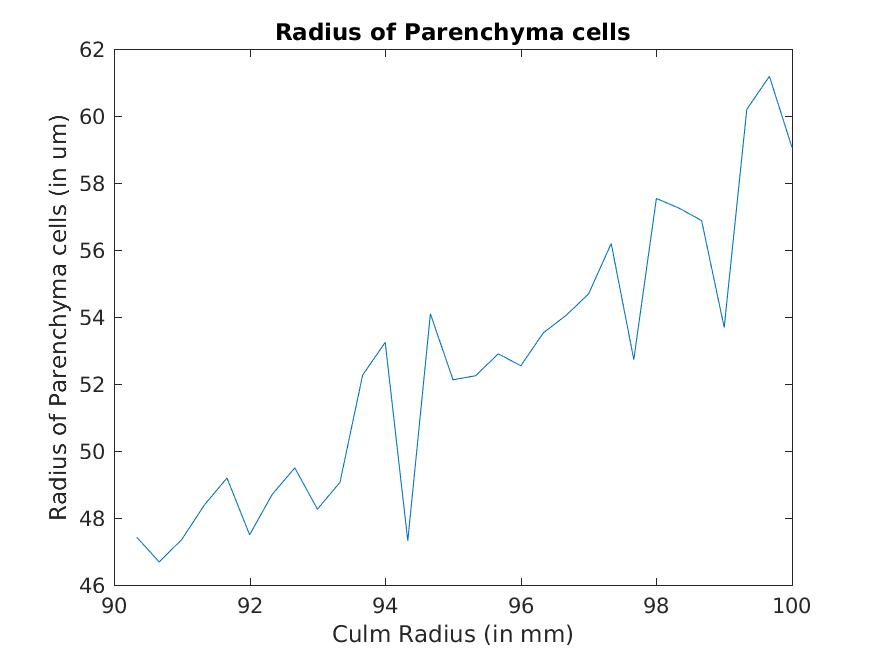 Radius of Parenchyma cells
62
60
58
56
54
52
50
48
46
Radius of Parenchyma cells (in um)
90 92 94 96 98 100
Culm Radius (in mm)